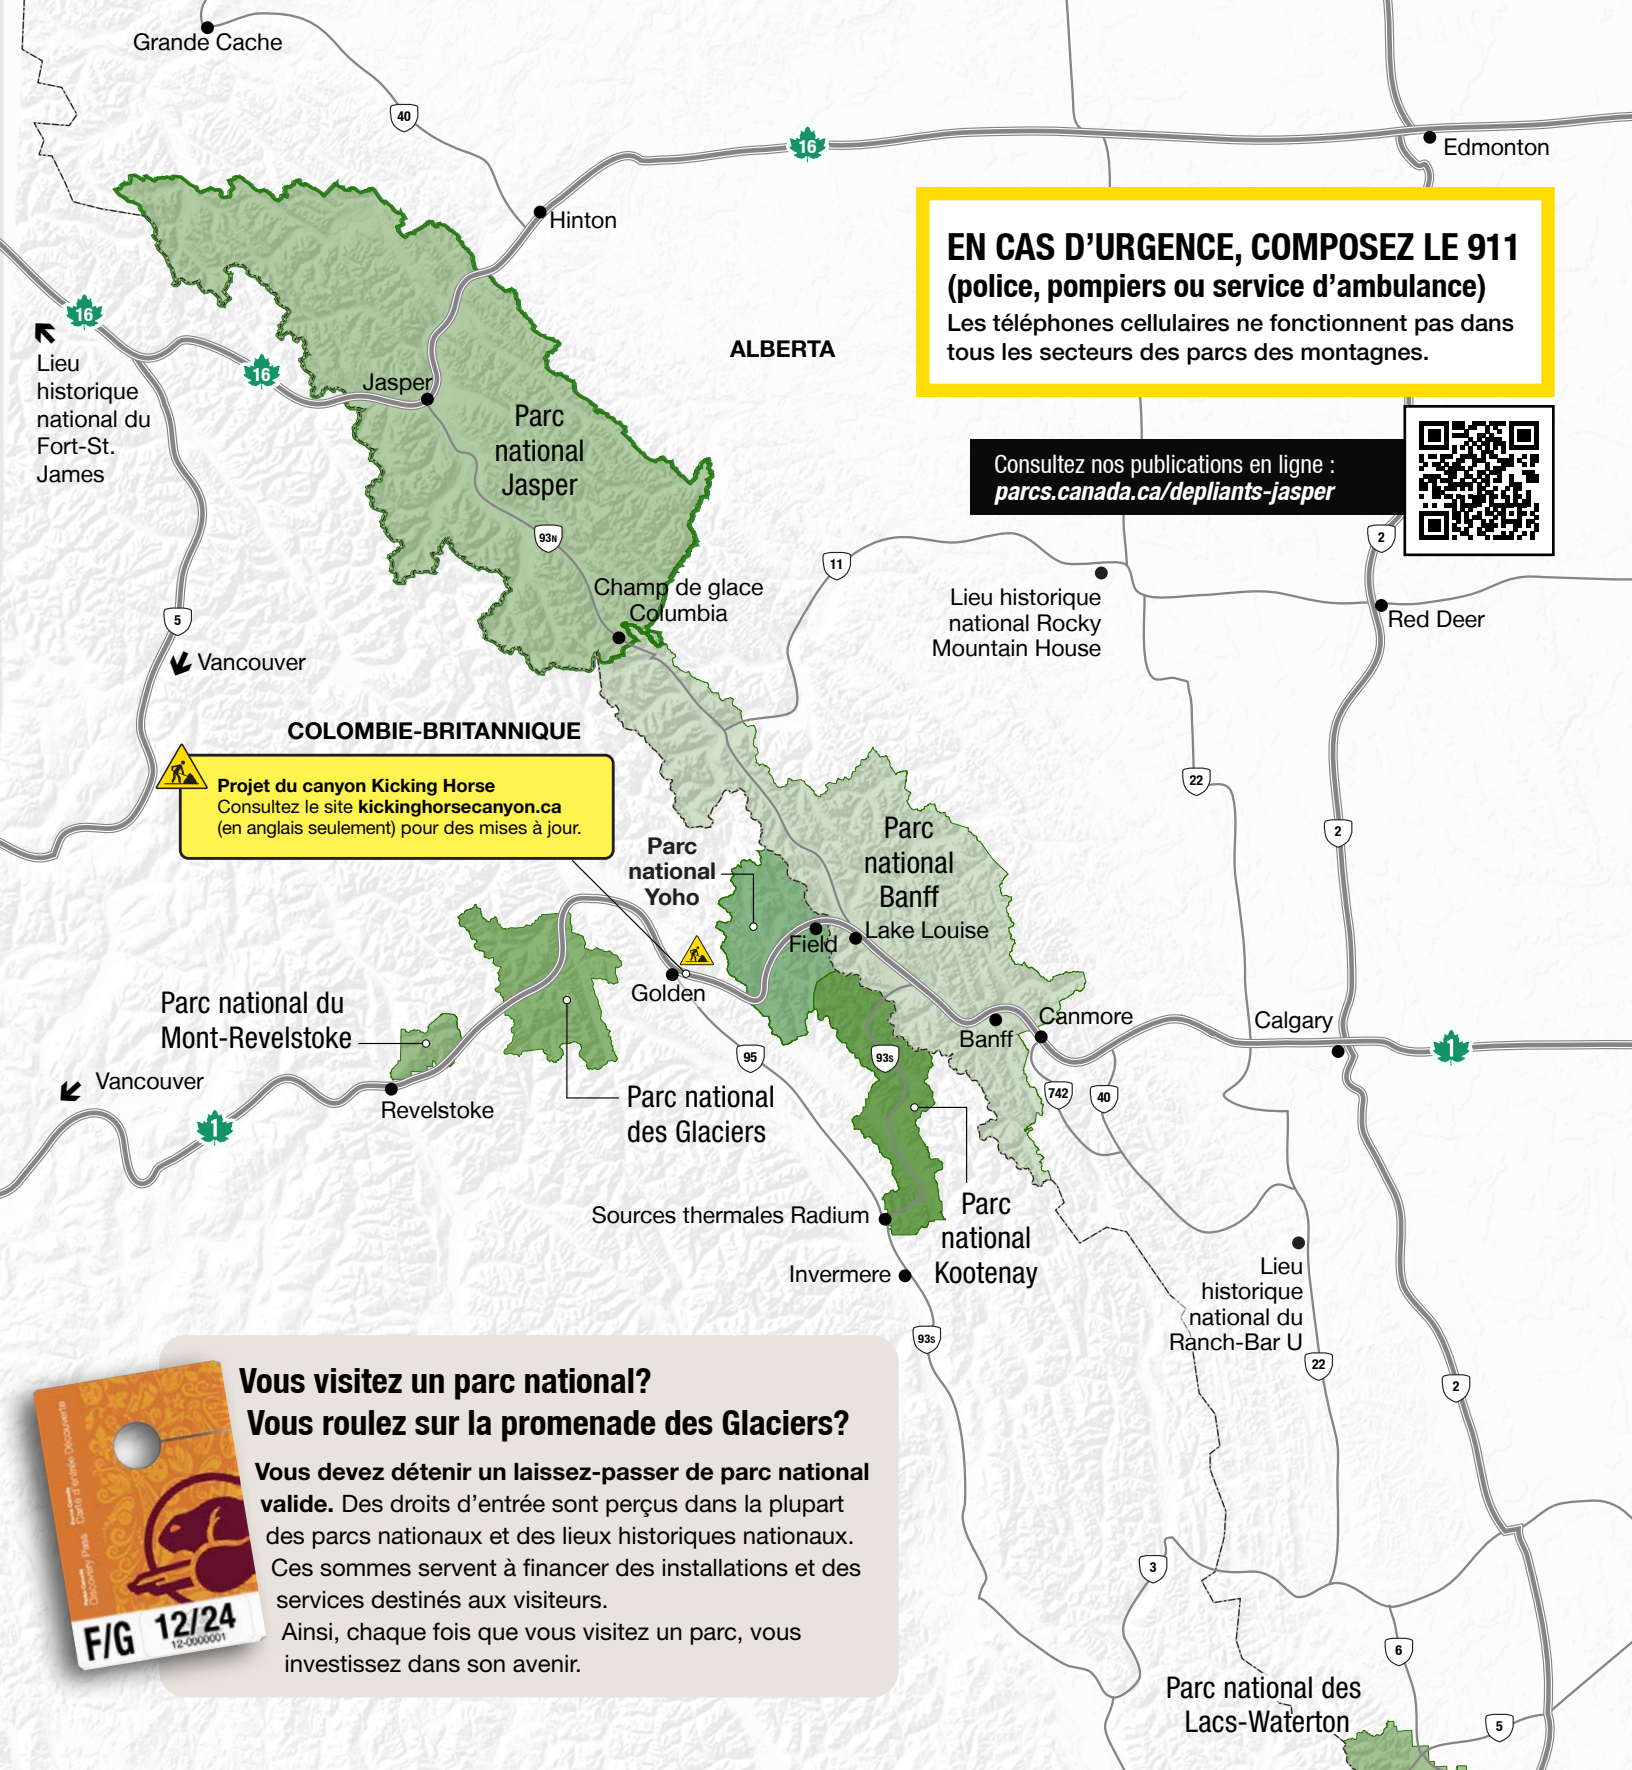 Grande Cache
40
16
Edmonton
Hinton
EN CAS D'URGENCE, COMPOSEZ LE 911
(police, pompiers ou service d'ambulance)
Les téléphones cellulaires ne fonctionnent pas dans
tous les secteurs des parcs des montagnes.
16
Lieu
historique
national du
Fort-St.
James
16
ALBERTA
Jasper
Parc
national
Jasper
Consultez nos publications en ligne :
parcs.canada.ca/depliants-jasper
93N
2
11
Champ de glace
Columbia
Lieu historique
national Rocky
Mountain House
Red Deer
5
Vancouver
COLOMBIE-BRITANNIQUE
Projet du canyon Kicking Horse
Consultez le site kickinghorsecanyon.ca
(en anglais seulement) pour des mises à jour.
22
2
Parc
national
Yoho
Parc
national
Banff
Field
Lake Louise
Golden
Parc national du
Mont-Revelstoke
Canmore
Banff
Calgary
1
95
93S
742
40
Vancouver
1
Revelstoke
Parc national
des Glaciers
Sources thermales Radium
Parc
national
Kootenay
Invermere
Lieu
historique
national du
Ranch-Bar U
93S
22
2
Vous visitez un parc national?
Vous roulez sur la promenade des Glaciers?
Vous devez détenir un laissez-passer de parc national
valide. Des droits d'entrée sont perçus dans la plupart
des parcs nationaux et des lieux historiques nationaux.
Ces sommes servent à financer des installations et des
services destinés aux visiteurs.
Ainsi, chaque fois que vous visitez un parc, vous
investissez dans son avenir.
Parks Canada
Discovery Pass
Parcs Canada
Carte d'entrée Découverte
F/G
12/24
12-0000001
3
6
Parc national des
Lacs-Waterton
5